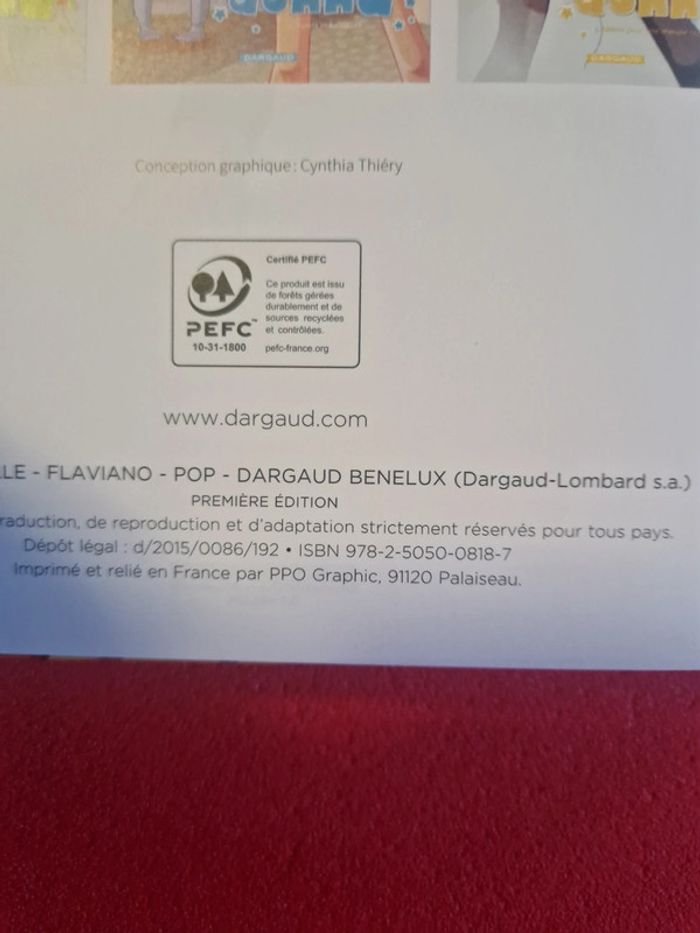 DARGAUD
DARGAUD
Conception graphique : Cynthia Thiéry
Certifié PEFC
Ce produit est issu
de forêts gérées
durablement et de
sources recyclées
et contrôlées.
pefc-france.org
PEFC™
10-31-1800
www.dargaud.com
LLE - FLAVIANO - POP - DARGAUD BENELUX (Dargaud-Lombard s.a.)
PREMIÈRE ÉDITION
raduction, de reproduction et d'adaptation strictement réservés pour tous pays.
Dépôt légal : d/2015/0086/192 • ISBN 978-2-5050-0818-7
Imprimé et relié en France par PPO Graphic, 91120 Palaiseau.